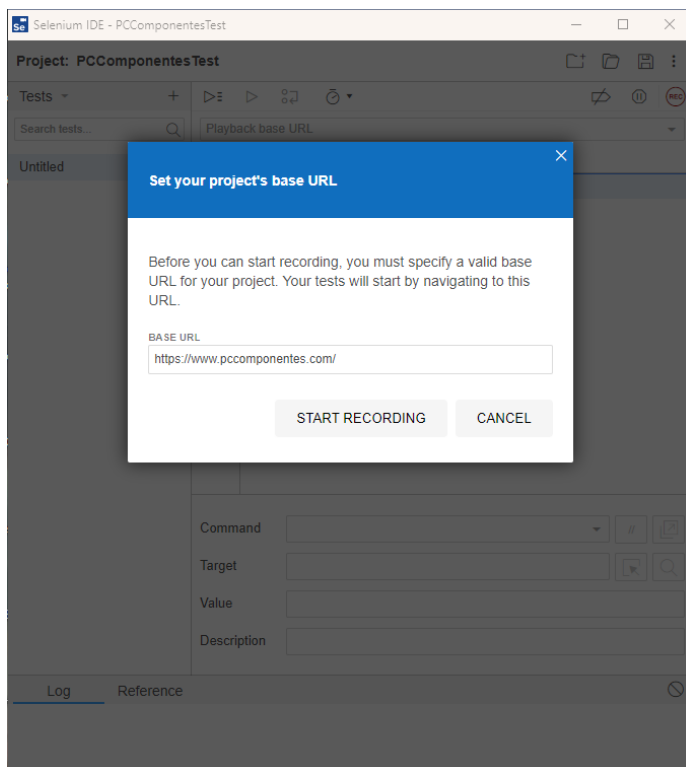 Se Selenium IDE - PCComponentesTest
Project: PCComponentesTest
Tests
Search tests...
Playback base URL
REC
Untitled
Set your project's base URL
Before you can start recording, you must specify a valid base
URL for your project. Your tests will start by navigating to this
URL.
BASE URL
https://www.pccomponentes.com/
START RECORDING CANCEL
Command
//
Target
Value
Description
Log Reference